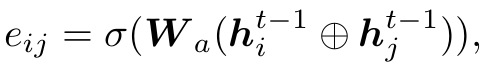 e_{ij} = σ(W_a(h_i^{t−1} ⊕ h_j^{t−1})),